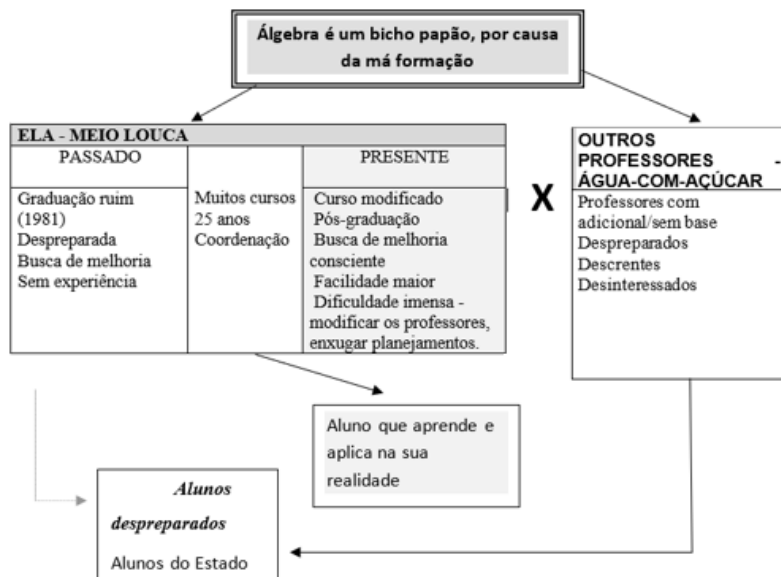 Álgebra é um bicho papão, por causa
da má formação
ELA - MEIO LOUCA
PASSADO
Graduação ruim
(1981)
Despreparada
Busca de melhoria
Sem experiência
Muitos cursos
25 anos
Coordenação
PRESENTE
Curso modificado
Pós-graduação
Busca de melhoria
consciente
Facilidade maior
Dificuldade imensa -
modificar os professores,
enxugar planejamentos.
X
OUTROS
PROFESSORES -
ÁGUA-COM-AÇÚCAR
Professores com
adicional/sem base
Despreparados
Descrentes
Desinteressados
Aluno que aprende e
aplica na sua
realidade
Alunos
despreparados
Alunos do Estado